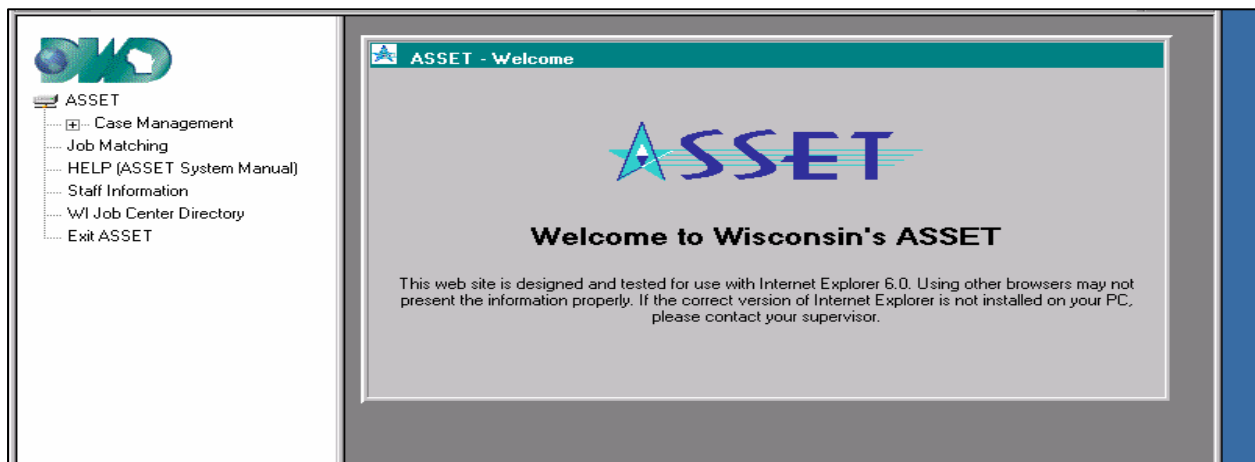 DWD
ASSET
Case Management
Job Matching
HELP (ASSET System Manual)
Staff Information
WI Job Center Directory
Exit ASSET
ASSET - Welcome
ASSET
Welcome to Wisconsin's ASSET
This web site is designed and tested for use with Internet Explorer 6.0. Using other browsers may not
present the information properly. If the correct version of Internet Explorer is not installed on your PC,
please contact your supervisor.